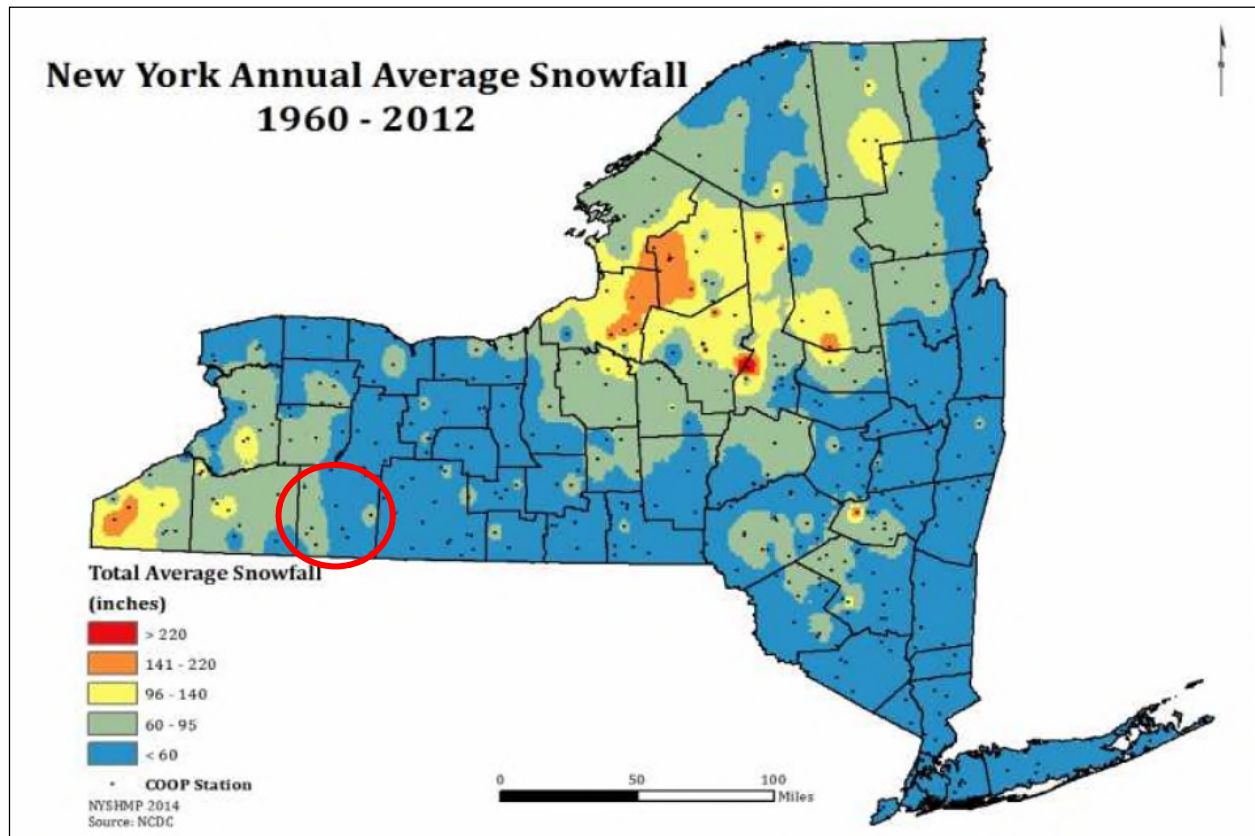 New York Annual Average Snowfall
1960 - 2012
Total Average Snowfall
(inches)
> 220
141 - 220
96 - 140
60 - 95
< 60
COOP Station
NYSHMP 2014
Source: NCDC
0 50 100
Miles